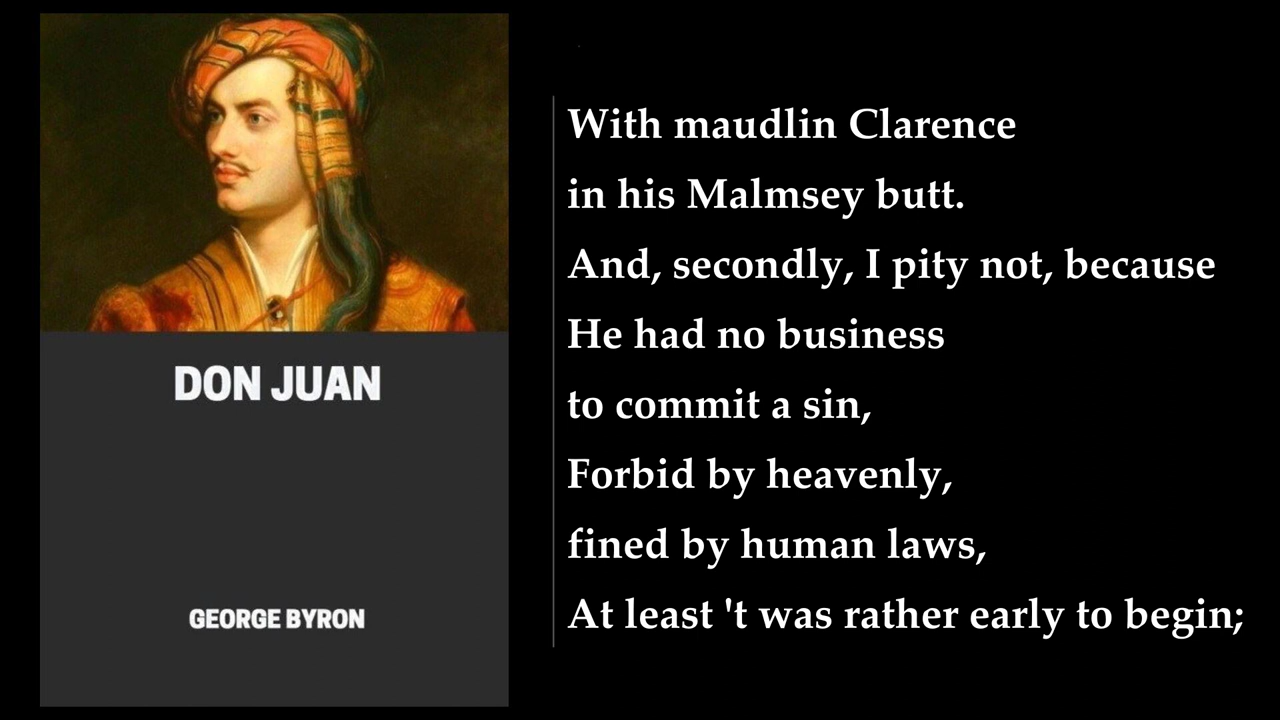 DON JUAN
GEORGE BYRON
With maudlin Clarence
in his Malmsey butt.
And, secondly, I pity not, because
He had no business
to commit a sin,
Forbid by heavenly,
fined by human laws,
At least 't was rather early to begin;